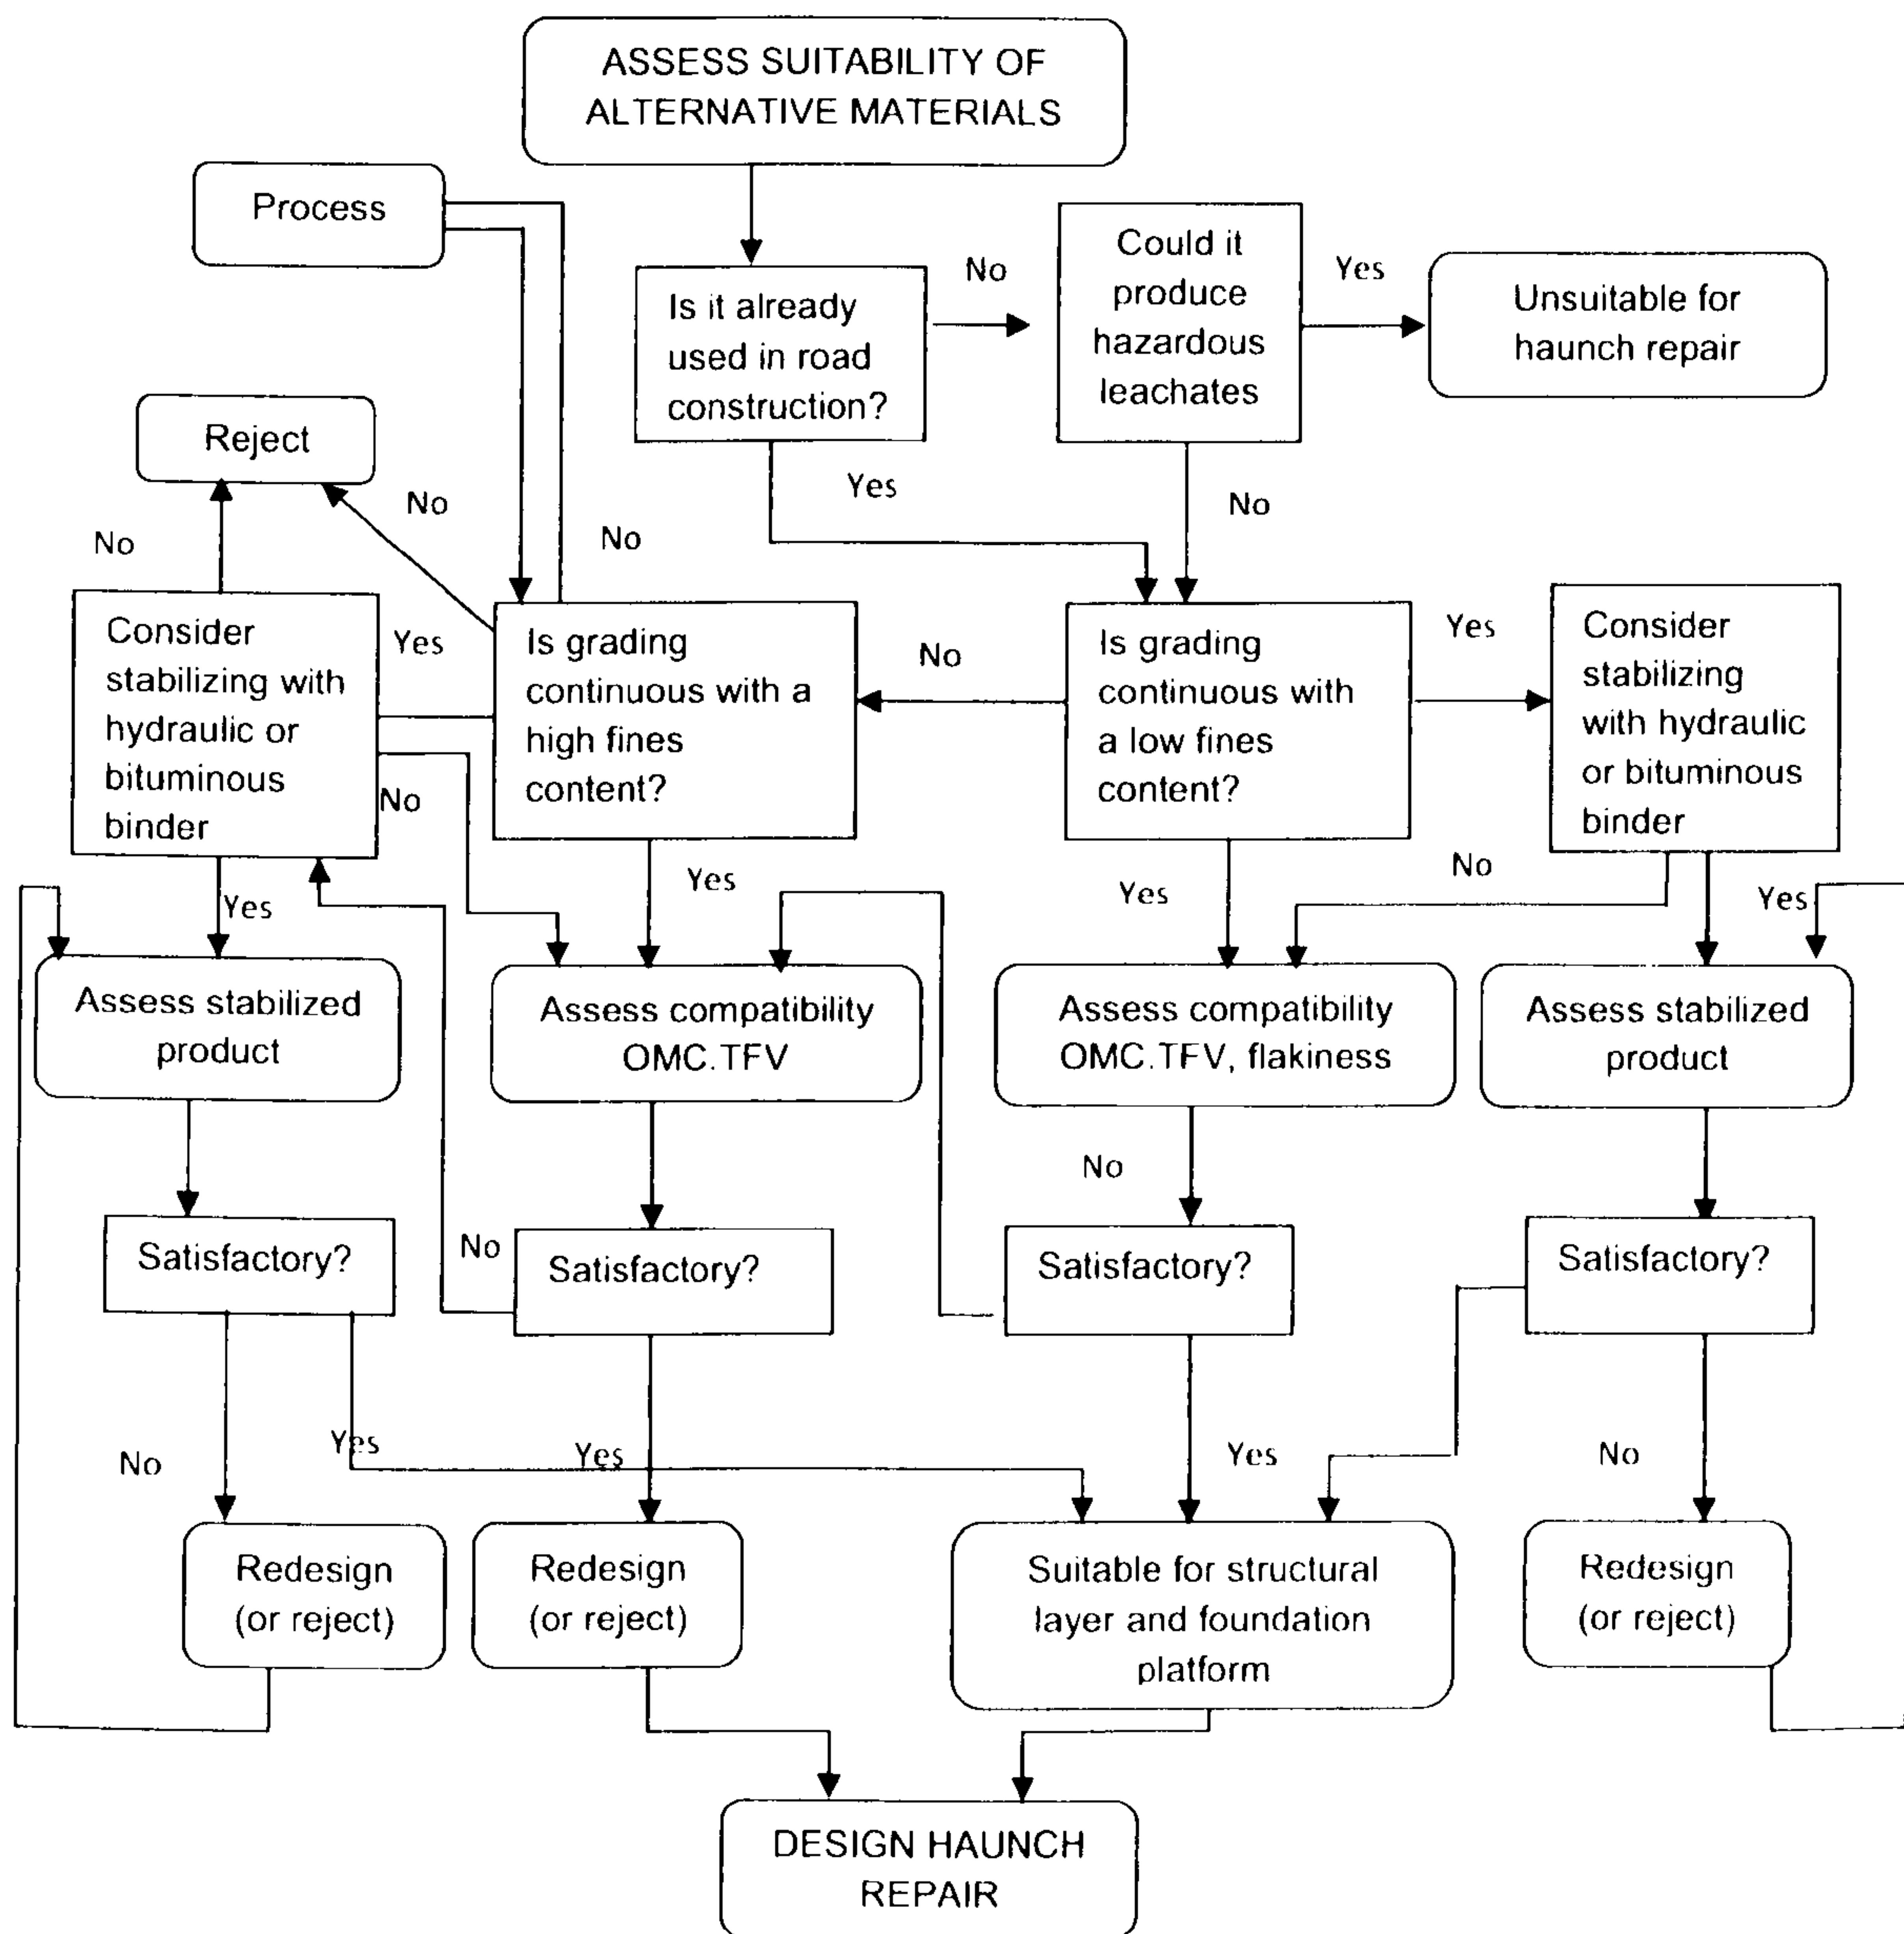 ASSESS SUITABILITY OF
ALTERNATIVE MATERIALS
Process
Is it already
used in road
construction?
No
Could it
produce
hazardous
leachates
Yes
Unsuitable for
haunch repair
Reject
No
No
No
Yes
No
Consider
stabilizing with
hydraulic or
bituminous
binder
Yes
No
Is grading
continuous with a
high fines
content?
No
Is grading
continuous with
a low fines
content?
Yes
Consider
stabilizing
with hydraulic
or bituminous
binder
Yes
Yes
Yes
No
Yes
Assess stabilized
product
Assess compatibility
OMC.TFV
Assess compatibility
OMC.TFV, flakiness
Assess stabilized
product
No
Satisfactory?
No
Satisfactory?
Satisfactory?
Satisfactory?
No
Yes
Yes
Yes
No
Redesign
(or reject)
Redesign
(or reject)
Suitable for structural
layer and foundation
platform
Redesign
(or reject)
DESIGN HAUNCH
REPAIR